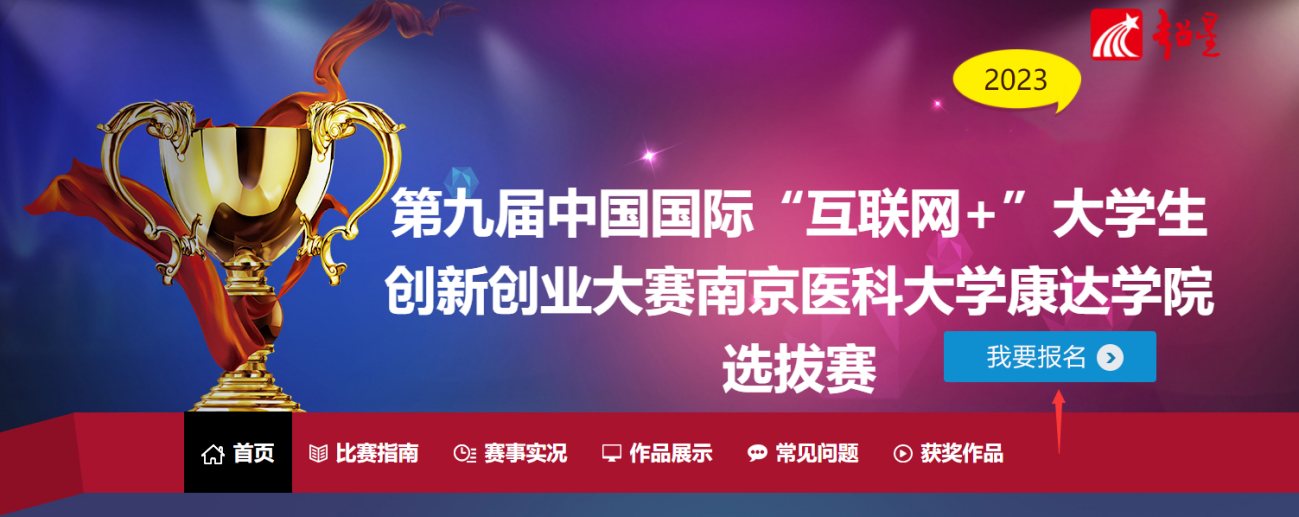 超星
2023
第九届中国国际“互联网+”大学生
创新创业大赛南京医科大学康达学院
选拔赛
我要报名
首页 比赛指南 赛事实况 作品展示 常见问题 获奖作品